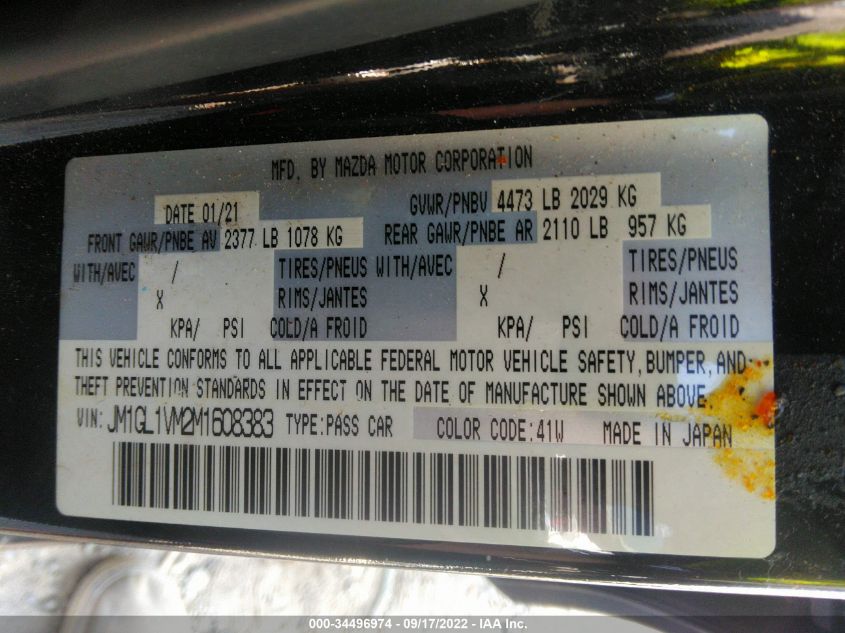 MFD. BY MAZDA MOTOR CORPORATION
DATE 01/21 GVWR/PNBV 4473 LB 2029 KG
FRONT GAWR/PNBE AV 2377 LB 1078 KG REAR GAWR/PNBE AR 2110 LB 957 KG
WITH/AVEC / TIRES/PNEUS WITH/AVEC / TIRES/PNEUS
X RIMS/JANTES X RIMS/JANTES
KPA/ PSI COLD/A FROID KPA/ PSI COLD/A FROID
THIS VEHICLE CONFORMS TO ALL APPLICABLE FEDERAL MOTOR VEHICLE SAFETY, BUMPER, AND
THEFT PREVENTION STANDARDS IN EFFECT ON THE DATE OF MANUFACTURE SHOWN ABOVE.
VIN: JM1GL1VM2M1608383 TYPE:PASS CAR COLOR CODE:41W MADE IN JAPAN
000-34496974 - 09/17/2022 - IAA Inc.